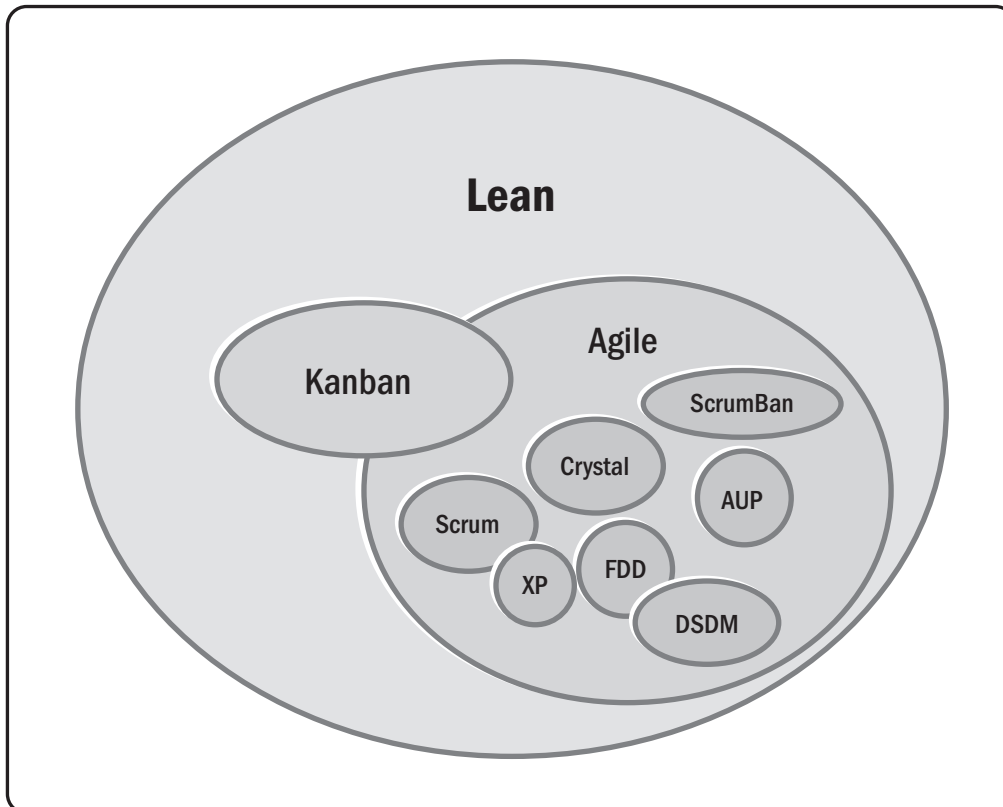 Lean
Agile
Kanban
ScrumBan
Crystal
AUP
Scrum
FDD
XP
DSDM